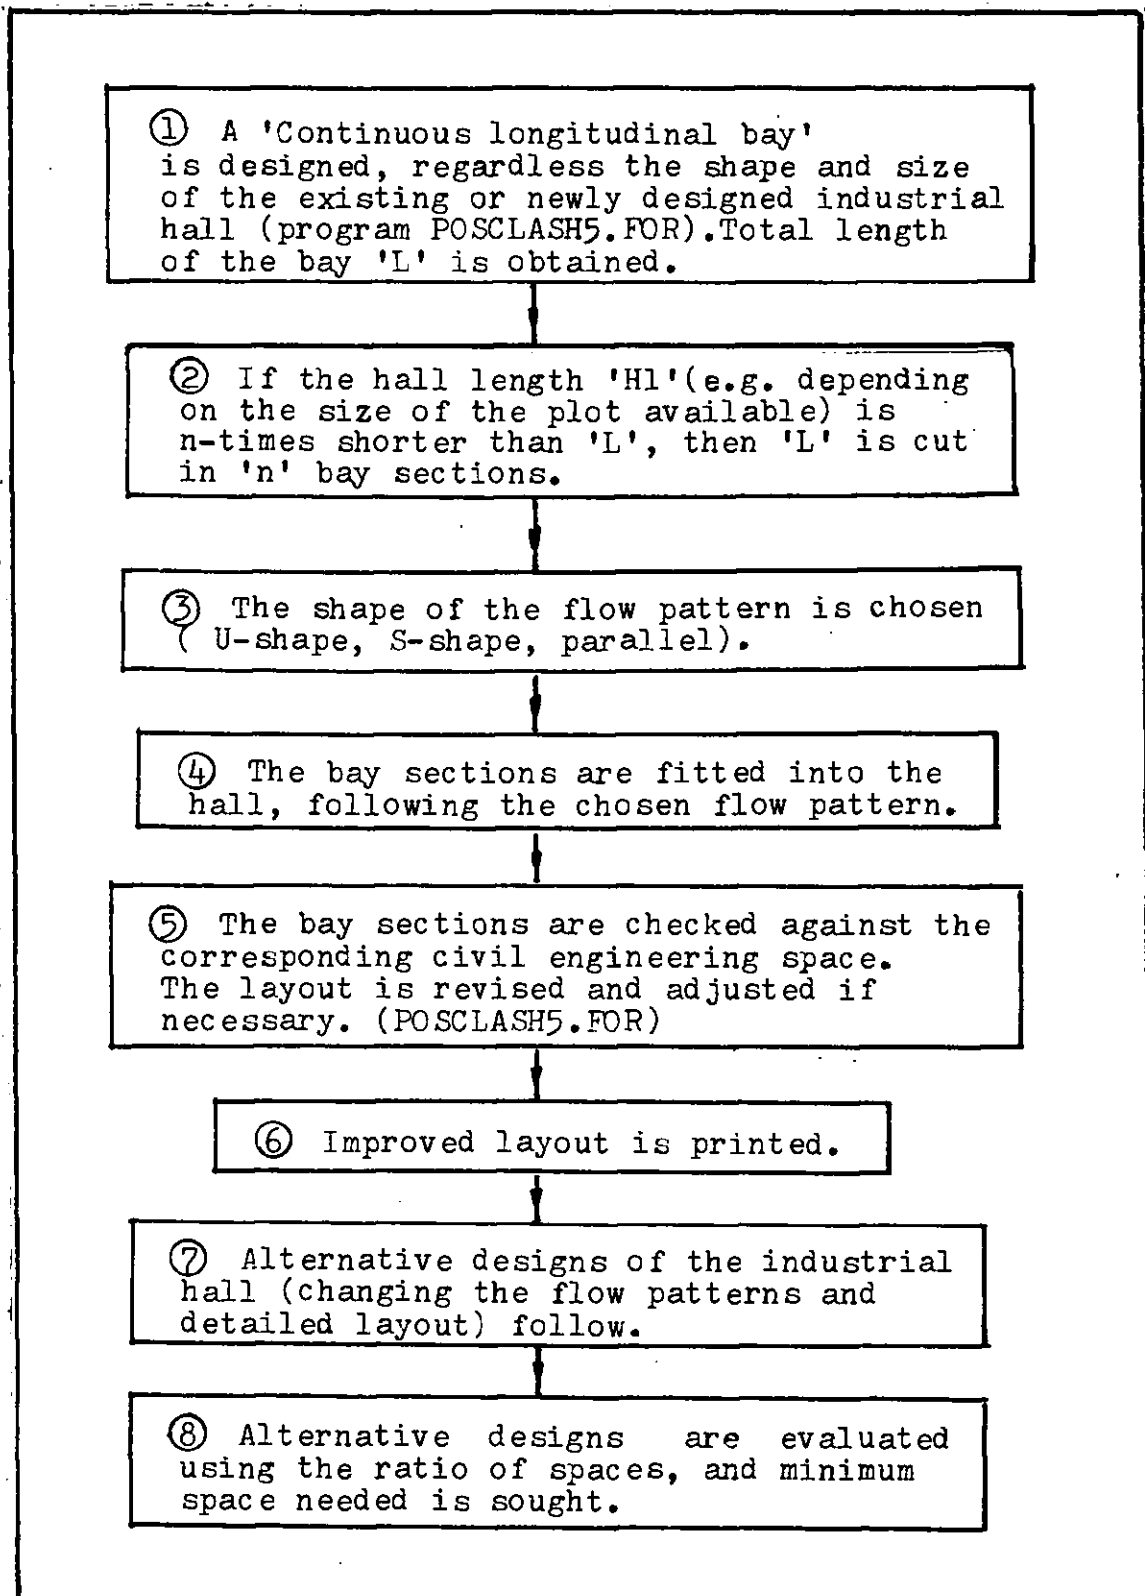 ① A 'Continuous longitudinal bay'
is designed, regardless the shape and size
of the existing or newly designed industrial
hall (program POSCLASH5.FOR).Total length
of the bay 'L' is obtained.
② If the hall length 'Hl'(e.g. depending
on the size of the plot available) is
n-times shorter than 'L', then 'L' is cut
in 'n' bay sections.
③ The shape of the flow pattern is chosen
( U-shape, S-shape, parallel).
④ The bay sections are fitted into the
hall, following the chosen flow pattern.
⑤ The bay sections are checked against the
corresponding civil engineering space.
The layout is revised and adjusted if
necessary. (POSCLASH5.FOR)
⑥ Improved layout is printed.
⑦ Alternative designs of the industrial
hall (changing the flow patterns and
detailed layout) follow.
⑧ Alternative designs are evaluated
using the ratio of spaces, and minimum
space needed is sought.